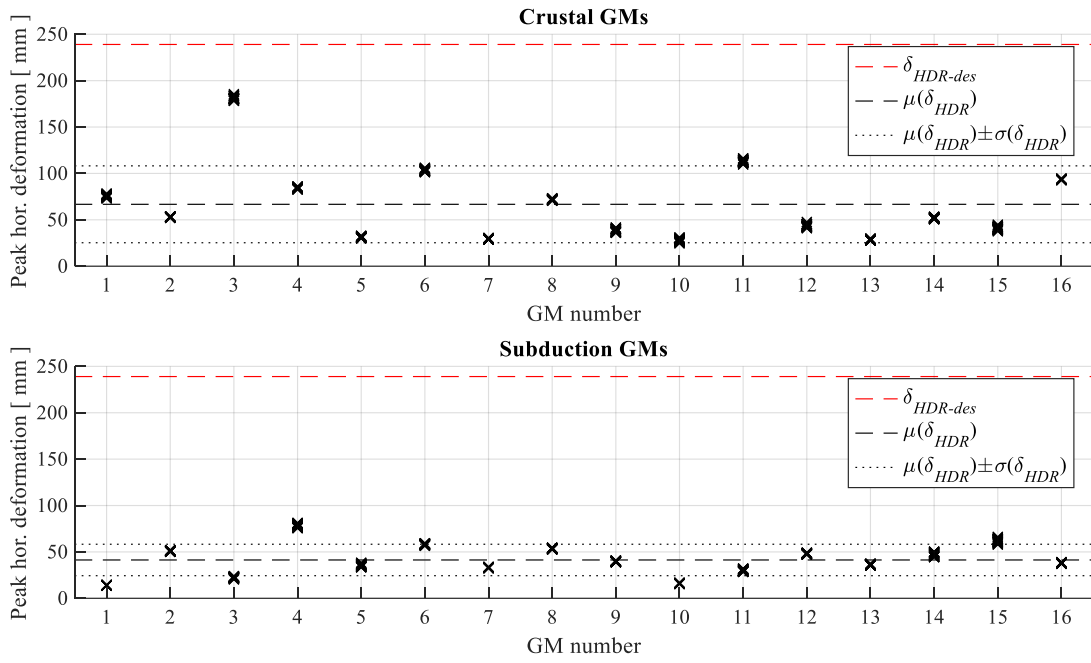 Crustal GMs
Peak hor. deformation [ mm ]
250
200
150
100
50
0
δHDR-des
μ(δHDR)
μ(δHDR)±σ(δHDR)
1 2 3 4 5 6 7 8 9 10 11 12 13 14 15 16
GM number
Subduction GMs
Peak hor. deformation [ mm ]
250
200
150
100
50
0
δHDR-des
μ(δHDR)
μ(δHDR)±σ(δHDR)
1 2 3 4 5 6 7 8 9 10 11 12 13 14 15 16
GM number